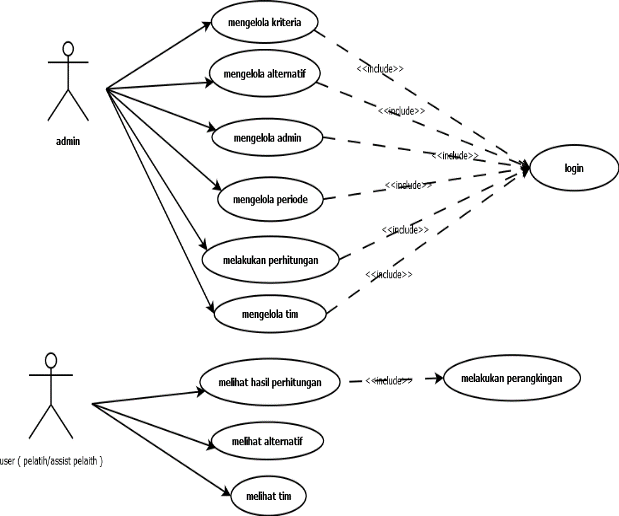 mengelola kriteria
<<include>>
mengelola alternatif
<<include>>
admin
mengelola admin
<<include>>
login
mengelola periode
<<include>>
melakukan perhitungan
<<include>>
mengelola tim
<<include>>
melihat hasil perhitungan
<<include>>
melakukan perangkingan
user ( pelatih/assist pelaith )
melihat alternatif
melihat tim